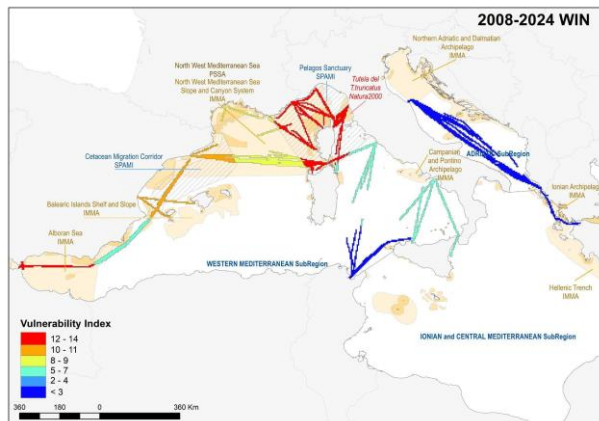 2008-2024 WIN
Northern Adriatic and Dalmatian
Archipelago
IMMA
North West Mediterranean Sea
PSSA
North West Mediterranean Sea
Slope and Canyon System
IMMA
Pelagos Sanctuary
SPAMI
Tutela del
T.truncatus
Natura2000
Cetacean Migration Corridor
SPAMI
ADRIATIC SubRegion
Campanian
and Pontino
Archipelago
IMMA
Ionian Archipelago
IMMA
Balearic Islands Shelf and Slope
IMMA
Alboran Sea
IMMA
WESTERN MEDITERRANEAN SubRegion
Hellenic Trench
IMMA
IONIAN and CENTRAL MEDITERRANEAN SubRegion
Vulnerability Index
12 - 14
10 - 11
8 - 9
5 - 7
2 - 4
< 3
360 180 0 360 Km